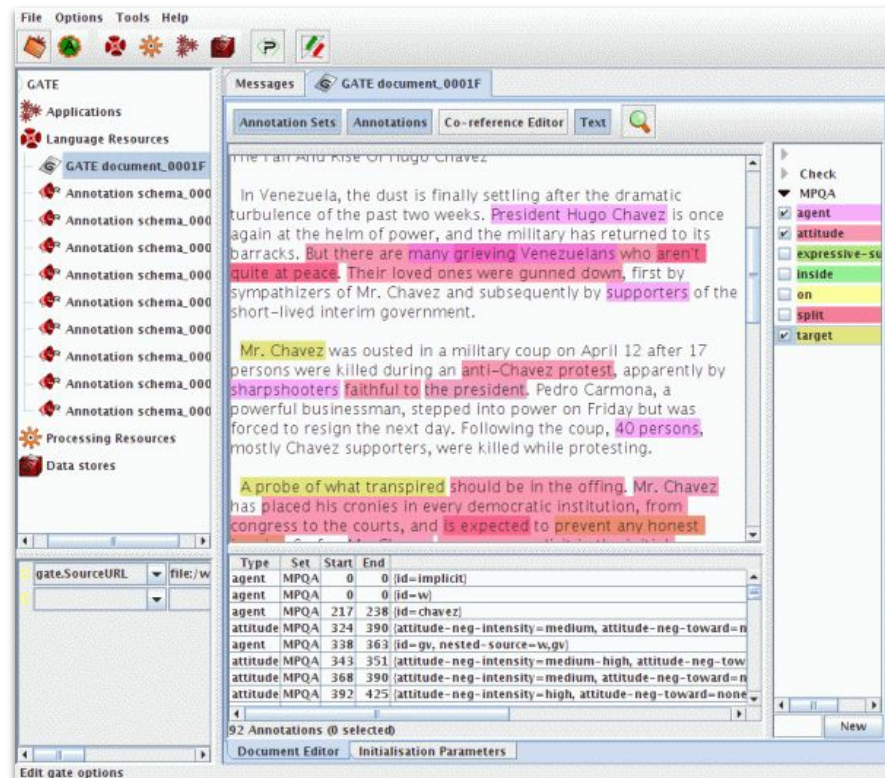 File Options Tools Help
GATE
Applications
Language Resources
GATE document_0001F
Annotation schema_000
Annotation schema_000
Annotation schema_000
Annotation schema_000
Annotation schema_000
Annotation schema_000
Annotation schema_000
Annotation schema_000
Annotation schema_000
Processing Resources
Data stores
gate.SourceURL file:/w
Messages GATE document_0001F
Annotation Sets Annotations Co-reference Editor Text
The Fall And Rise Of Hugo Chavez
In Venezuela, the dust is finally settling after the dramatic
turbulence of the past two weeks. President Hugo Chavez is once
again at the helm of power, and the military has returned to its
barracks. But there are many grieving Venezuelans who aren't
quite at peace. Their loved ones were gunned down, first by
sympathizers of Mr. Chavez and subsequently by supporters of the
short-lived interim government.
Mr. Chavez was ousted in a military coup on April 12 after 17
persons were killed during an anti-Chavez protest, apparently by
sharpshooters faithful to the president. Pedro Carmona, a
powerful businessman, stepped into power on Friday but was
forced to resign the next day. Following the coup, 40 persons,
mostly Chavez supporters, were killed while protesting.
A probe of what transpired should be in the offing. Mr. Chavez
has placed his cronies in every democratic institution, from
congress to the courts, and is expected to prevent any honest
Type Set Start End
agent MPQA 0 0 {id=implicit}
agent MPQA 0 0 {id=w}
agent MPQA 217 238 {id=chavez}
attitude MPQA 324 390 {attitude-neg-intensity=medium, attitude-neg-toward=n
agent MPQA 338 363 {id=gv, nested-source=w,gv}
attitude MPQA 343 351 {attitude-neg-intensity=medium-high, attitude-neg-tow
attitude MPQA 368 390 {attitude-neg-intensity=medium, attitude-neg-toward=n
attitude MPQA 392 425 {attitude-neg-intensity=high, attitude-neg-toward=none
92 Annotations (0 selected)
Document Editor Initialisation Parameters
Check
MPQA
agent
attitude
expressive-su
inside
on
split
target
New
Edit gate options